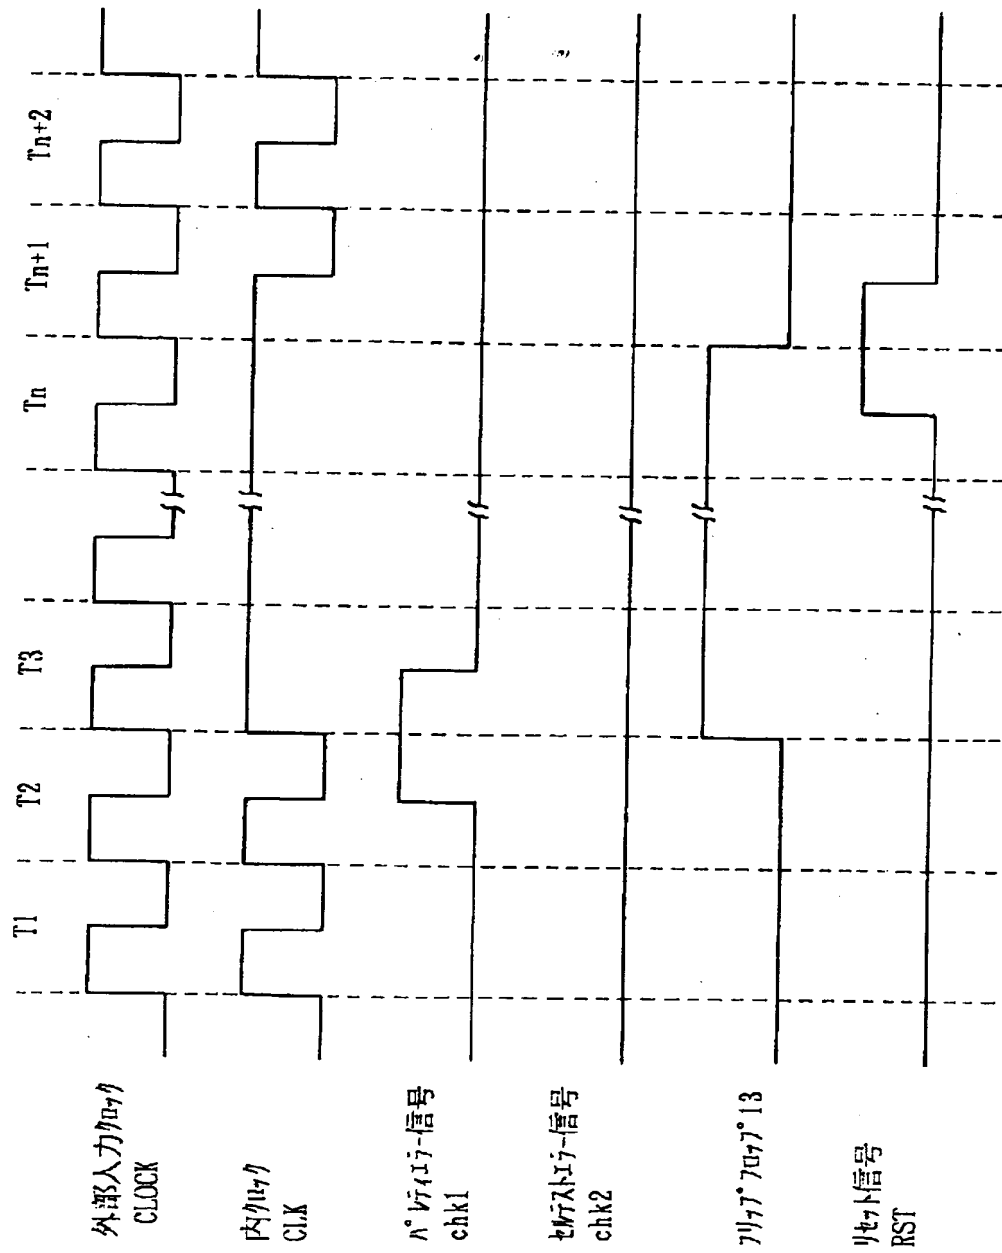 T1
T2
T3
Tn
Tn+1
Tn+2
外部入力クロック
CLOCK
内クロック
CLK
パレティエラー信号
chk1
セルテストエラー信号
chk2
フリップフロップ13
リセット信号
RST